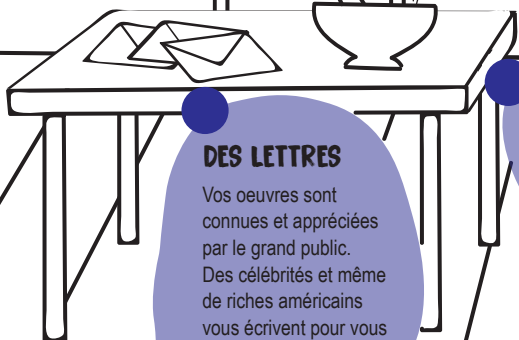 DES LETTRES
Vos oeuvres sont
connues et appréciées
par le grand public.
Des célébrités et même
de riches américains
vous écrivent pour vous